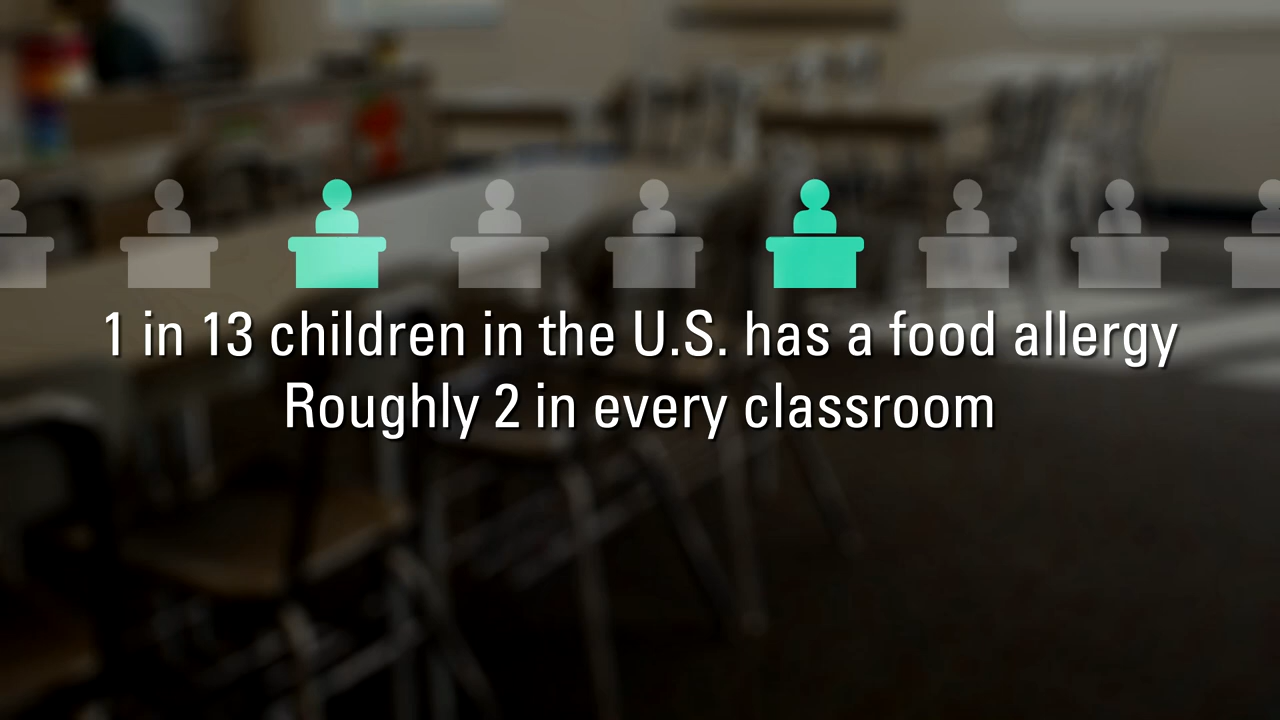 1 in 13 children in the U.S. has a food allergy
Roughly 2 in every classroom